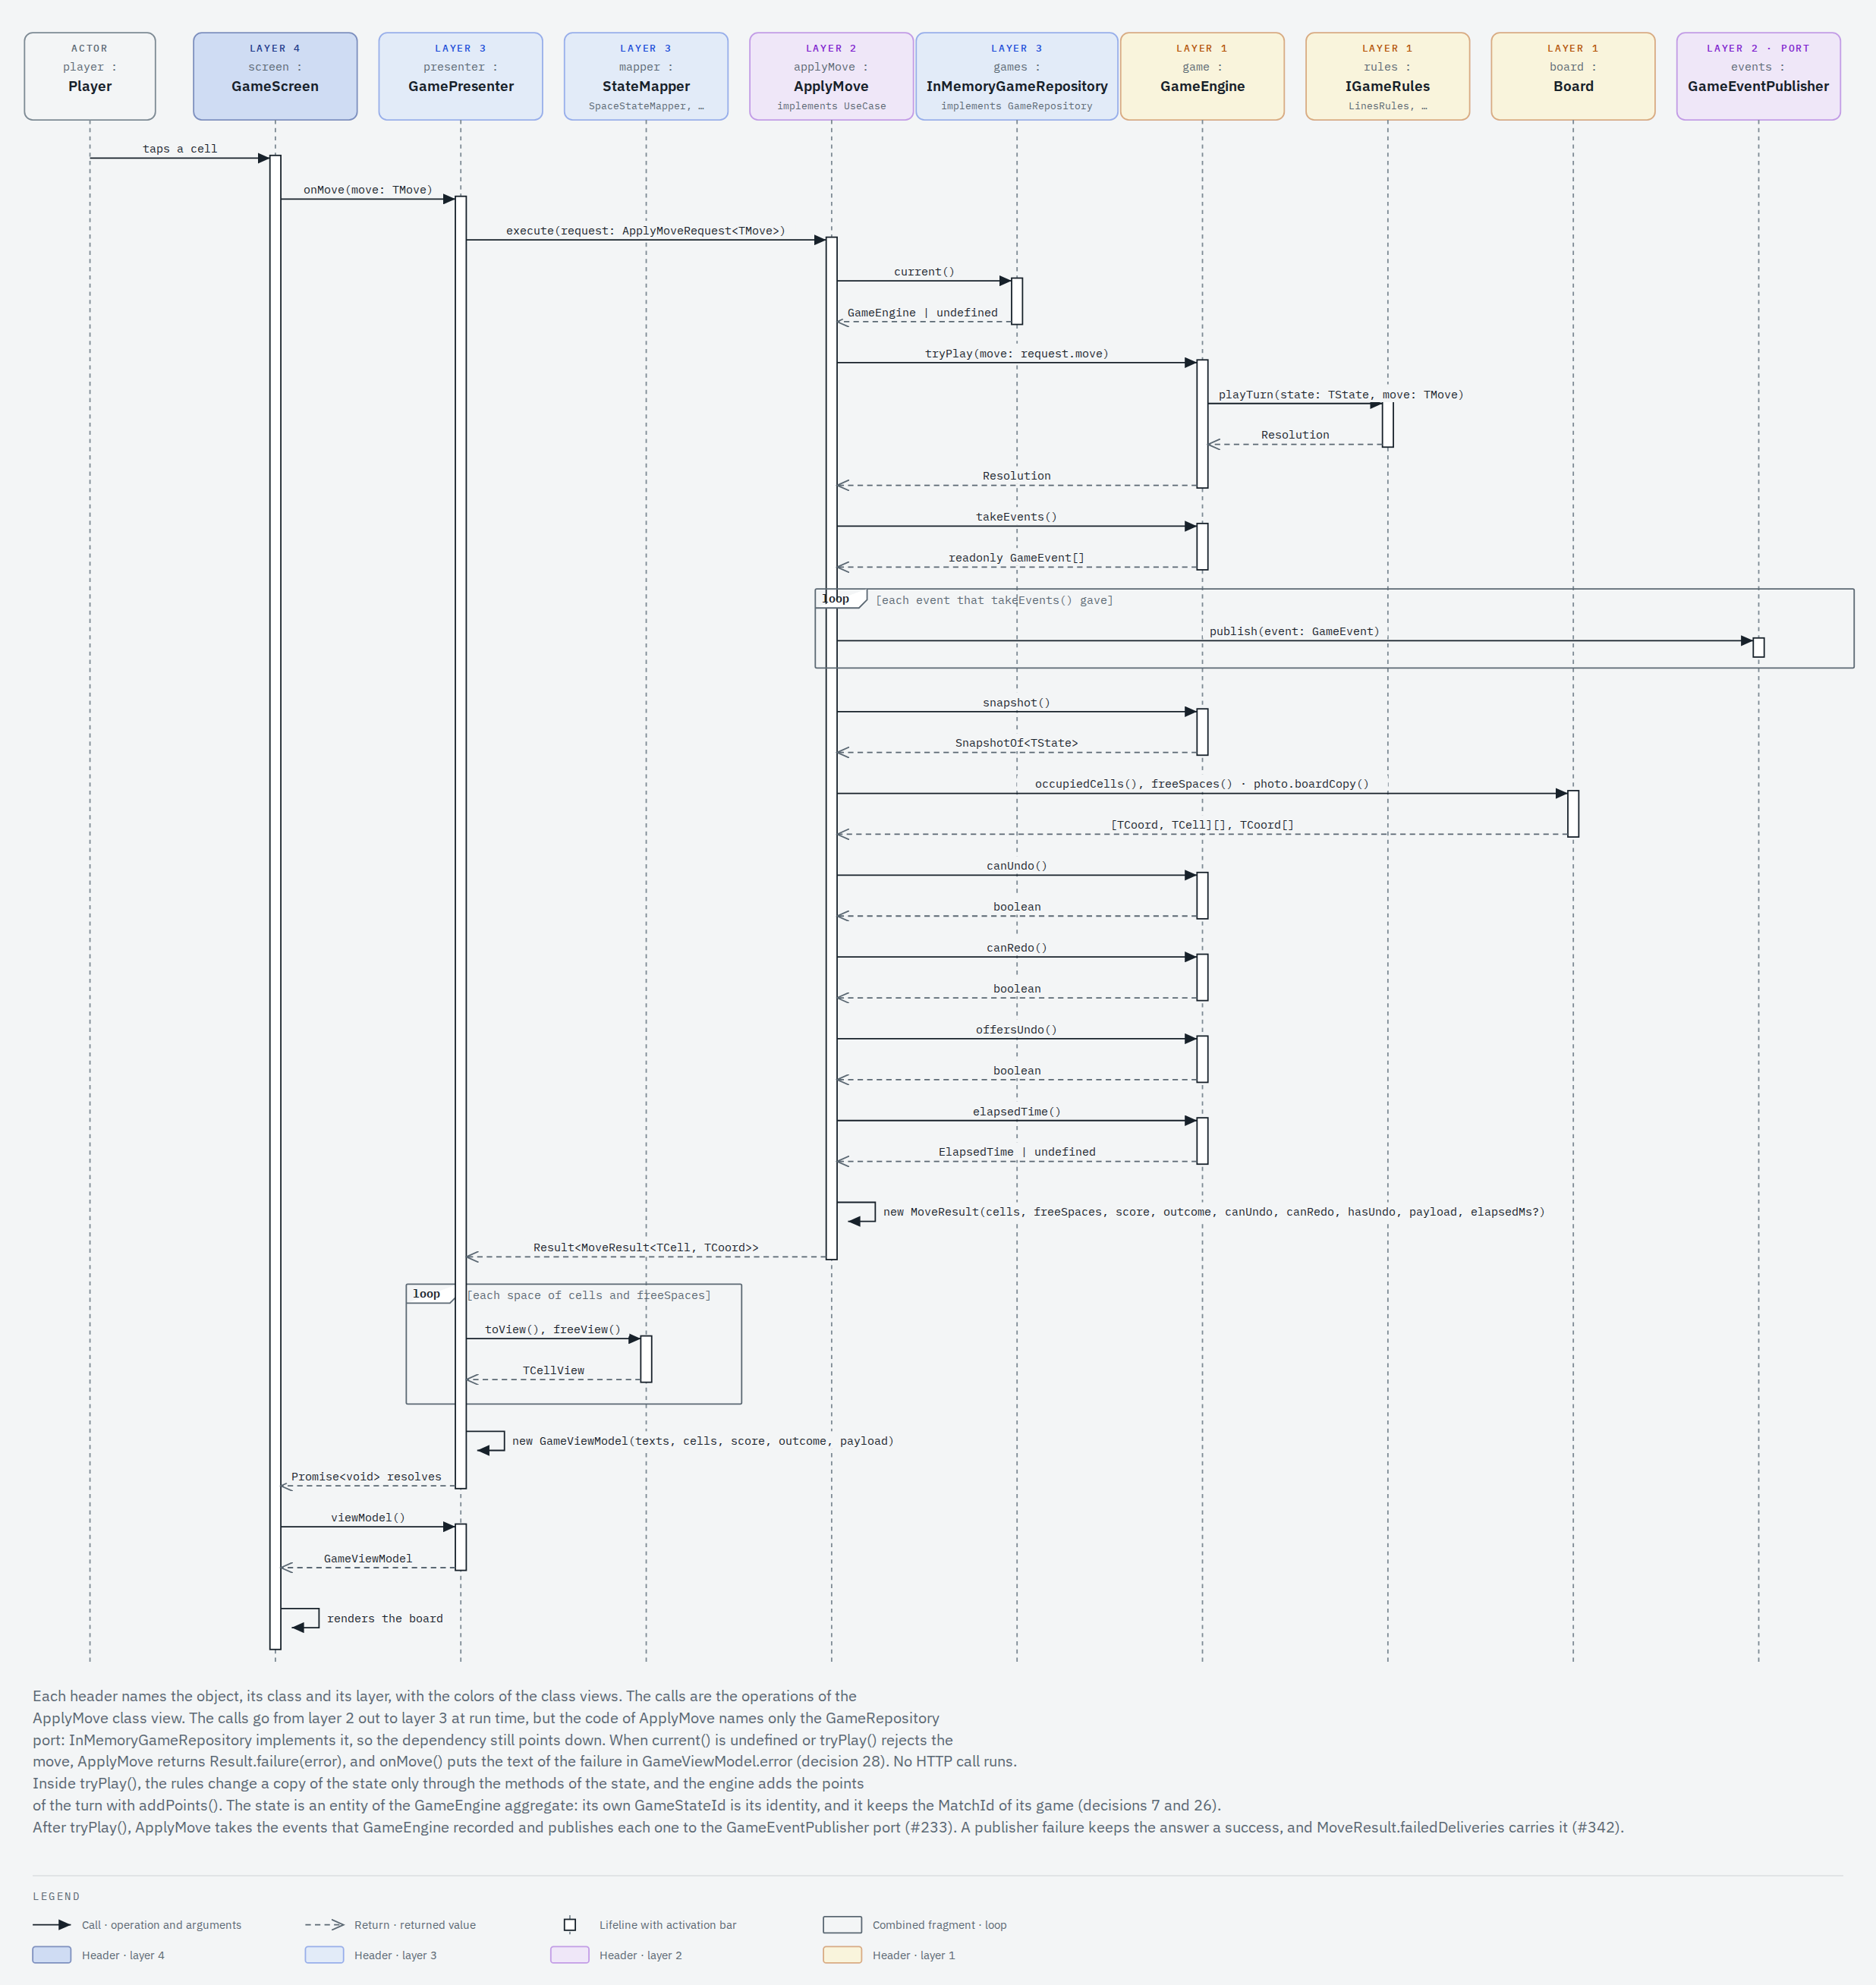 ACTOR
player :
Player
LAYER 4
screen :
GameScreen
LAYER 3
presenter :
GamePresenter
LAYER 3
mapper :
StateMapper
SpaceStateMapper, …
LAYER 2
applyMove :
ApplyMove
implements UseCase
LAYER 3
games :
InMemoryGameRepository
implements GameRepository
LAYER 1
game :
GameEngine
LAYER 1
rules :
IGameRules
LinesRules, …
LAYER 1
board :
Board
LAYER 2 · PORT
events :
GameEventPublisher
taps a cell
onMove(move: TMove)
execute(request: ApplyMoveRequest<TMove>)
current()
GameEngine | undefined
tryPlay(move: request.move)
playTurn(state: TState, move: TMove)
Resolution
Resolution
takeEvents()
readonly GameEvent[]
loop
[each event that takeEvents() gave]
publish(event: GameEvent)
snapshot()
SnapshotOf<TState>
occupiedCells(), freeSpaces() · photo.boardCopy()
[TCoord, TCell][], TCoord[]
canUndo()
boolean
canRedo()
boolean
offersUndo()
boolean
elapsedTime()
ElapsedTime | undefined
new MoveResult(cells, freeSpaces, score, outcome, canUndo, canRedo, hasUndo, payload, elapsedMs?)
Result<MoveResult<TCell, TCoord>>
loop
[each space of cells and freeSpaces]
toView(), freeView()
TCellView
new GameViewModel(texts, cells, score, outcome, payload)
Promise<void> resolves
viewModel()
GameViewModel
renders the board
Each header names the object, its class and its layer, with the colors of the class views. The calls are the operations of the
ApplyMove class view. The calls go from layer 2 out to layer 3 at run time, but the code of ApplyMove names only the GameRepository
port: InMemoryGameRepository implements it, so the dependency still points down. When current() is undefined or tryPlay() rejects the
move, ApplyMove returns Result.failure(error), and onMove() puts the text of the failure in GameViewModel.error (decision 28). No HTTP call runs.
Inside tryPlay(), the rules change a copy of the state only through the methods of the state, and the engine adds the points
of the turn with addPoints(). The state is an entity of the GameEngine aggregate: its own GameStateId is its identity, and it keeps the MatchId of its game (decisions 7 and 26).
After tryPlay(), ApplyMove takes the events that GameEngine recorded and publishes each one to the GameEventPublisher port (#233). A publisher failure keeps the answer a success, and MoveResult.failedDeliveries carries it (#342).
LEGEND
Call · operation and arguments
Return · returned value
Lifeline with activation bar
Combined fragment · loop
Header · layer 4
Header · layer 3
Header · layer 2
Header · layer 1